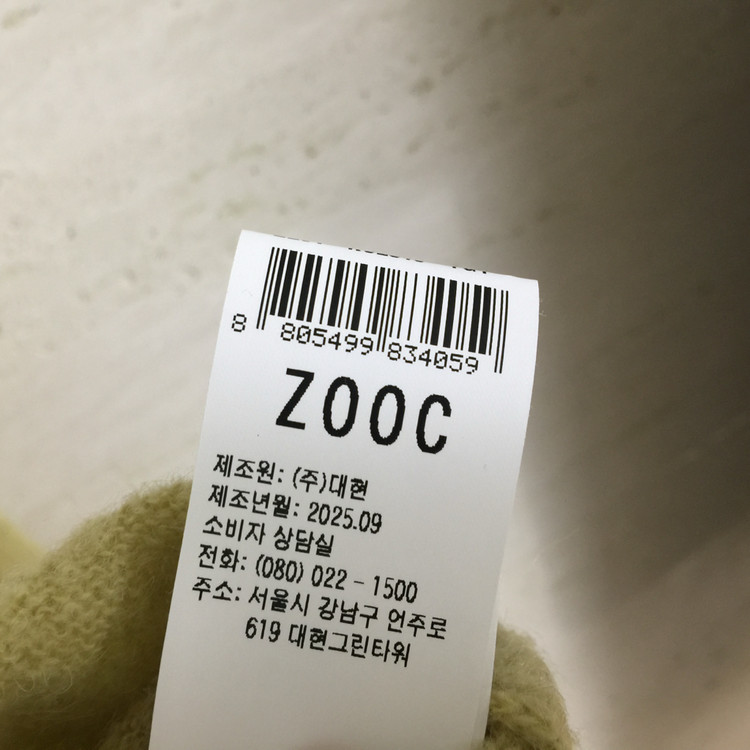 8 805499 834059
ZOOC
제조원: (주)대현
제조년월: 2025.09
소비자 상담실
전화: (080) 022 - 1500
주소: 서울시 강남구 언주로
619 대현그린타워